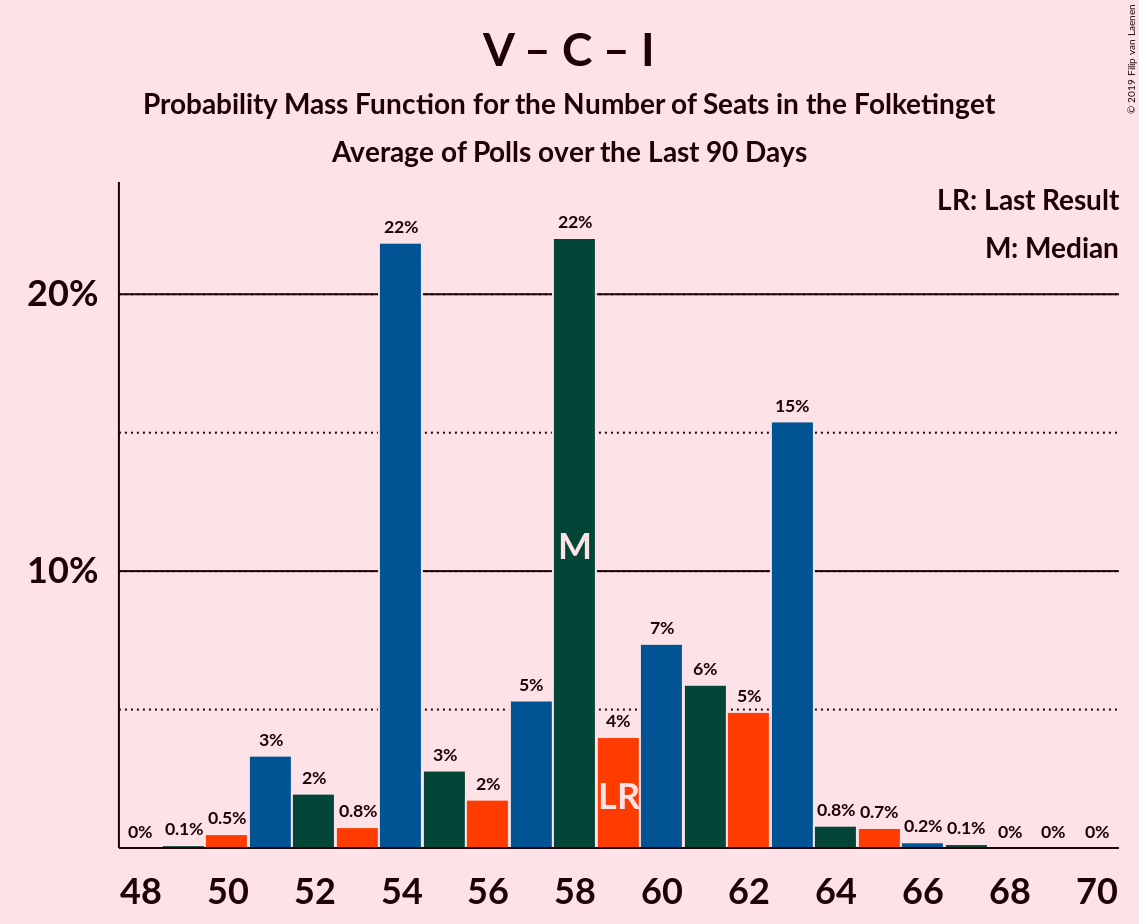 V – C – I
Probability Mass Function for the Number of Seats in the Folketinget
Average of Polls over the Last 90 Days
© 2019 Filip van Laenen
LR: Last Result
M: Median
20%
10%
0%
0.1%
0.5%
3%
2%
0.8%
22%
3%
2%
5%
22%
4%
7%
6%
5%
15%
0.8%
0.7%
0.2%
0.1%
0%
0%
0%
M
LR
48 50 52 54 56 58 60 62 64 66 68 70